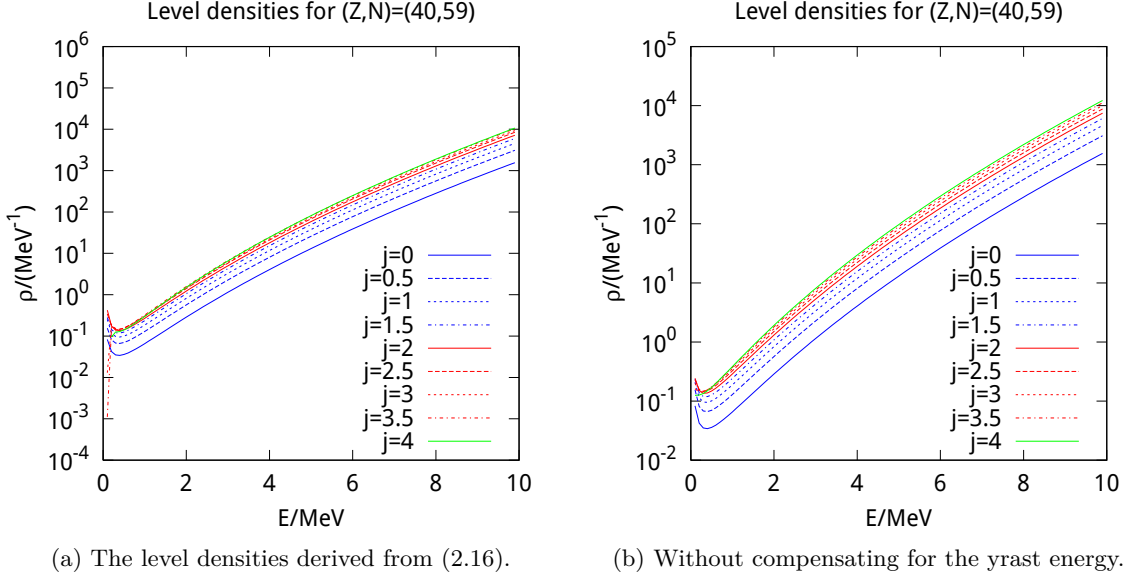 Level densities for (Z,N)=(40,59)
10^6
10^5
10^4
10^3
10^2
10^1
10^0
10^-1
10^-2
10^-3
10^-4
ρ/(MeV^-1)
j=0
j=0.5
j=1
j=1.5
j=2
j=2.5
j=3
j=3.5
j=4
0 2 4 6 8 10
E/MeV
(a) The level densities derived from (2.16).
Level densities for (Z,N)=(40,59)
10^5
10^4
10^3
10^2
10^1
10^0
10^-1
10^-2
ρ/(MeV^-1)
j=0
j=0.5
j=1
j=1.5
j=2
j=2.5
j=3
j=3.5
j=4
0 2 4 6 8 10
E/MeV
(b) Without compensating for the yrast energy.